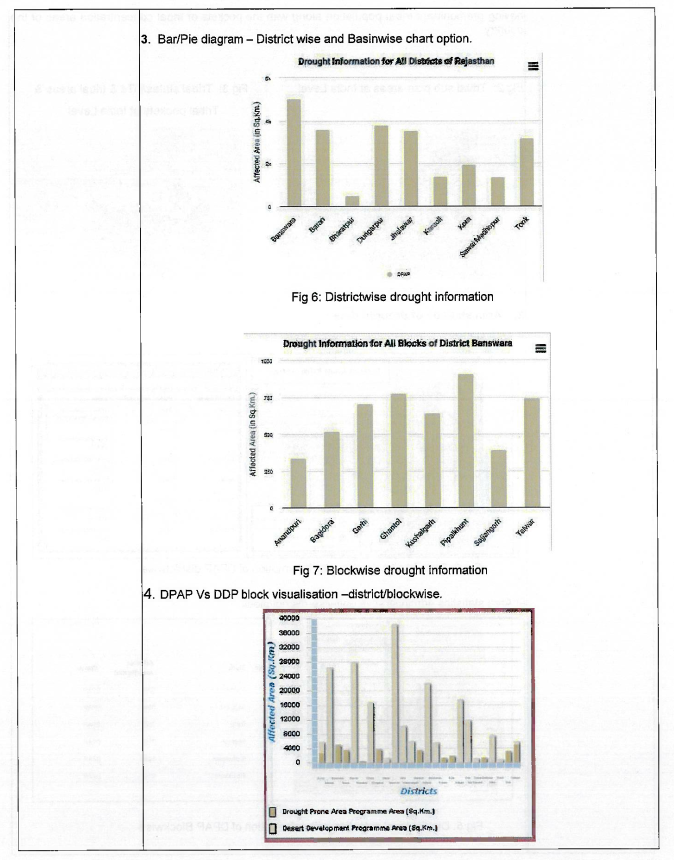 3. Bar/Pie diagram – District wise and Basinwise chart option.
Drought Information for All Districts of Rajasthan
Affected Area (in Sq.Km.)
0
Banswara
Baran
Bharatpur
Dungarpur
Jhalawar
Karauli
Kota
Sawai Madhopur
Tonk
DPAP
Fig 6: Districtwise drought information
Drought Information for All Blocks of District Banswara
Affected Area (in Sq.Km.)
1000
750
500
250
0
Anandpuri
Bagidora
Garhi
Ghantol
Kushalgarh
Pipalkhunt
Sajjangarh
Talwar
Fig 7: Blockwise drought information
4. DPAP Vs DDP block visualisation –district/blockwise.
Affected Area (Sq.Km)
40000
36000
32000
28000
24000
20000
16000
12000
8000
4000
0
Districts
Drought Prone Area Programme Area (Sq.Km.)
Desert Development Programme Area (Sq.Km.)